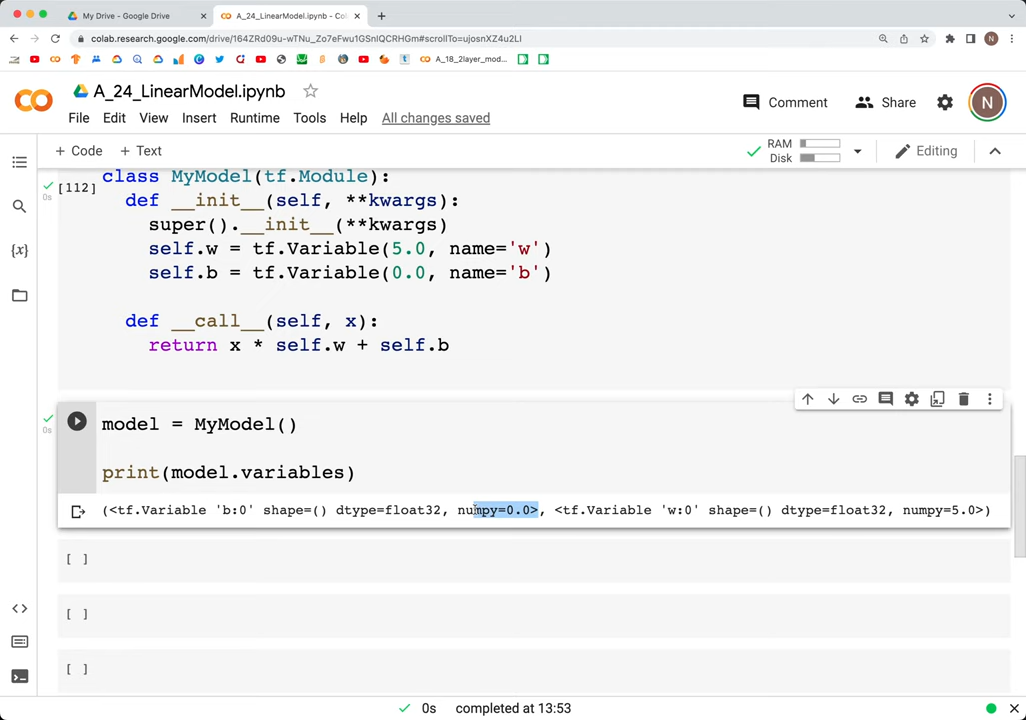 My Drive - Google Drive
A_24_LinearModel.ipynb - Col
colab.research.google.com/drive/164ZRd09u-wTNu_Zo7eFwu1GSnlQCRHGm#scrollTo=ujosnXZ4u2LI
A_18_2layer_mod...
A_24_LinearModel.ipynb
Comment
Share
N
File Edit View Insert Runtime Tools Help All changes saved
+ Code + Text
RAM
Disk
Editing
class MyModel(tf.Module):
[112]
0s
def __init__(self, **kwargs):
super().__init__(**kwargs)
self.w = tf.Variable(5.0, name='w')
self.b = tf.Variable(0.0, name='b')
def __call__(self, x):
return x * self.w + self.b
model = MyModel()
0s
print(model.variables)
(<tf.Variable 'b:0' shape=() dtype=float32, numpy=0.0>, <tf.Variable 'w:0' shape=() dtype=float32, numpy=5.0>)
[ ]
[ ]
[ ]
0s completed at 13:53